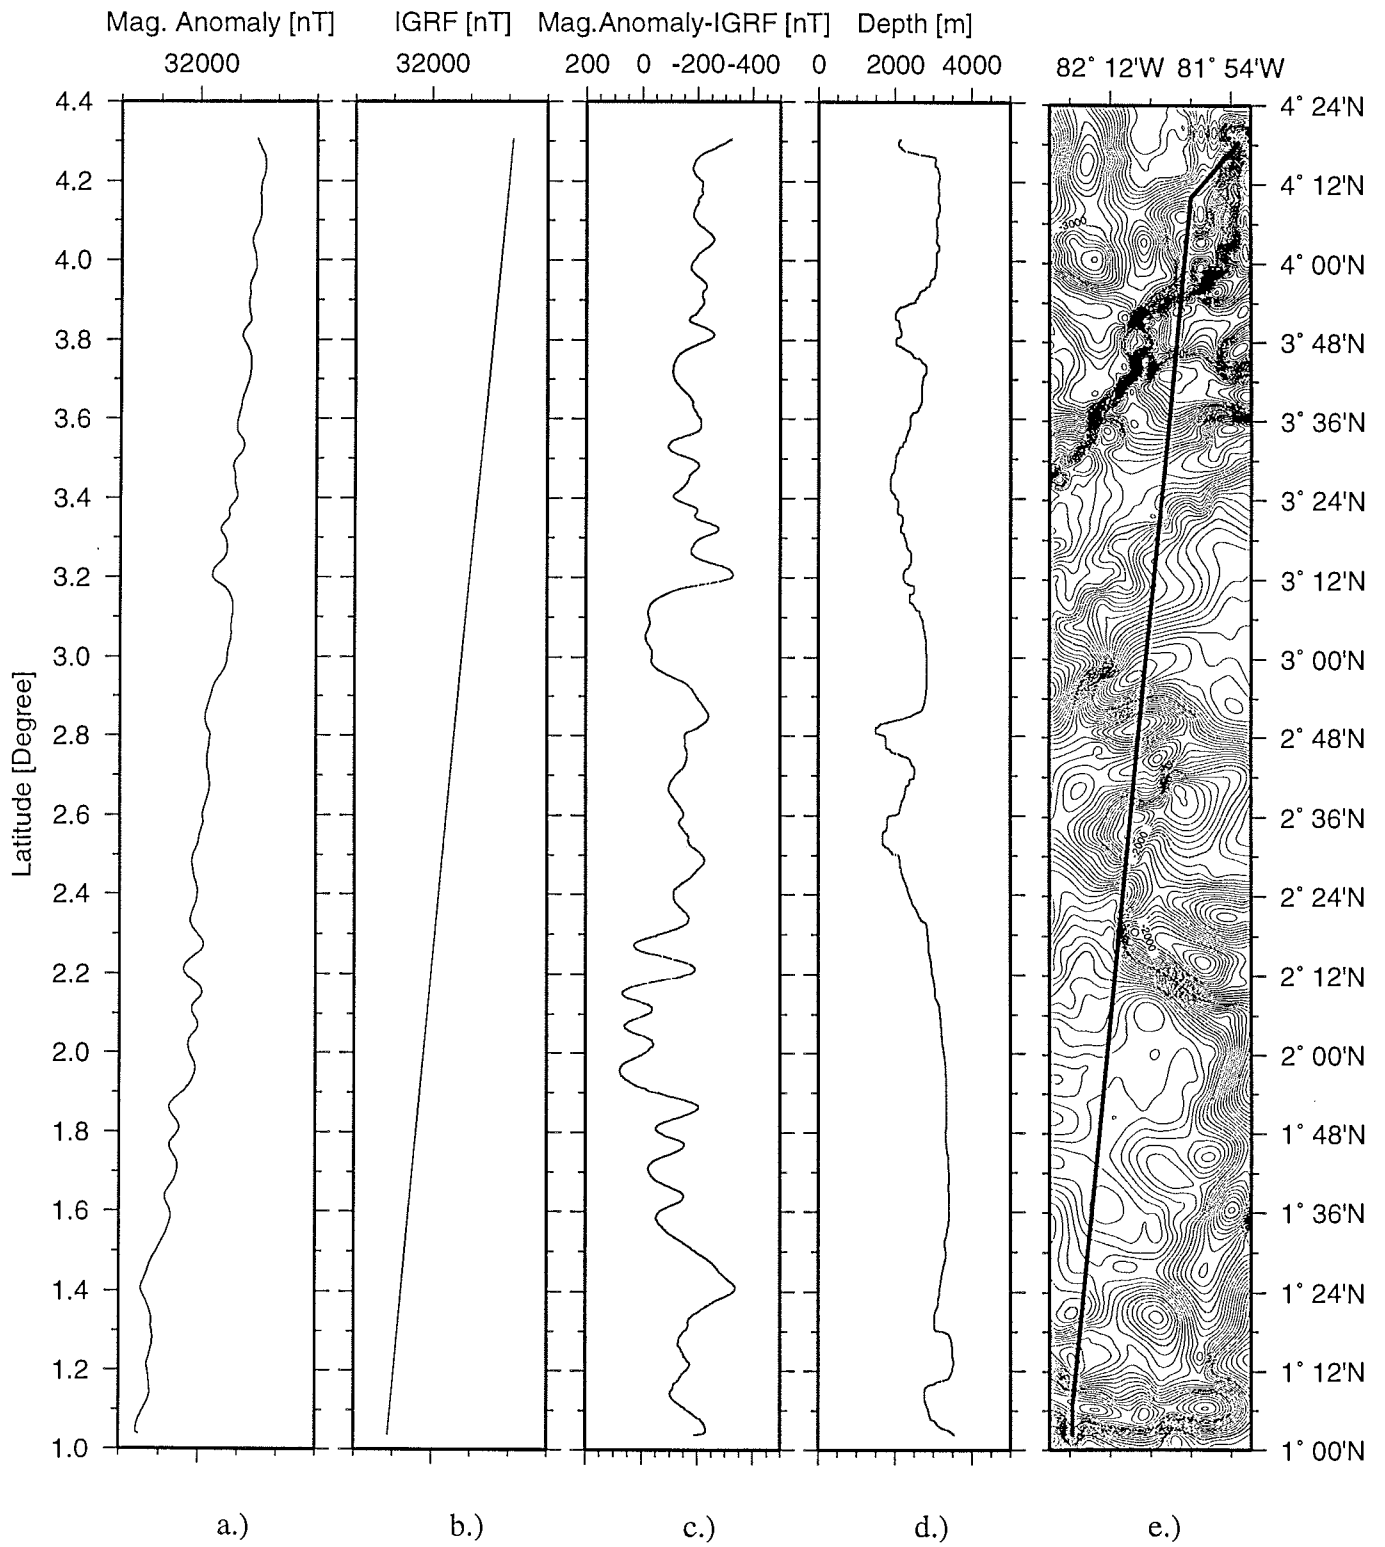 Mag. Anomaly [nT] IGRF [nT] Mag.Anomaly-IGRF [nT] Depth [m]
32000 32000 200 0 -200-400 0 2000 4000 82° 12'W 81° 54'W
4.4 4° 24'N
4.2 4° 12'N
-3000
4.0 4° 00'N
3.8 3° 48'N
3.6 3° 36'N
3.4 3° 24'N
3.2 3° 12'N
3.0 3° 00'N
Latitude [Degree]
2.8 2° 48'N
2.6 2° 36'N
2.4 2° 24'N
-2000
2.2 2° 12'N
2.0 2° 00'N
1.8 1° 48'N
1.6 1° 36'N
1.4 1° 24'N
1.2 1° 12'N
1.0 1° 00'N
a.) b.) c.) d.) e.)